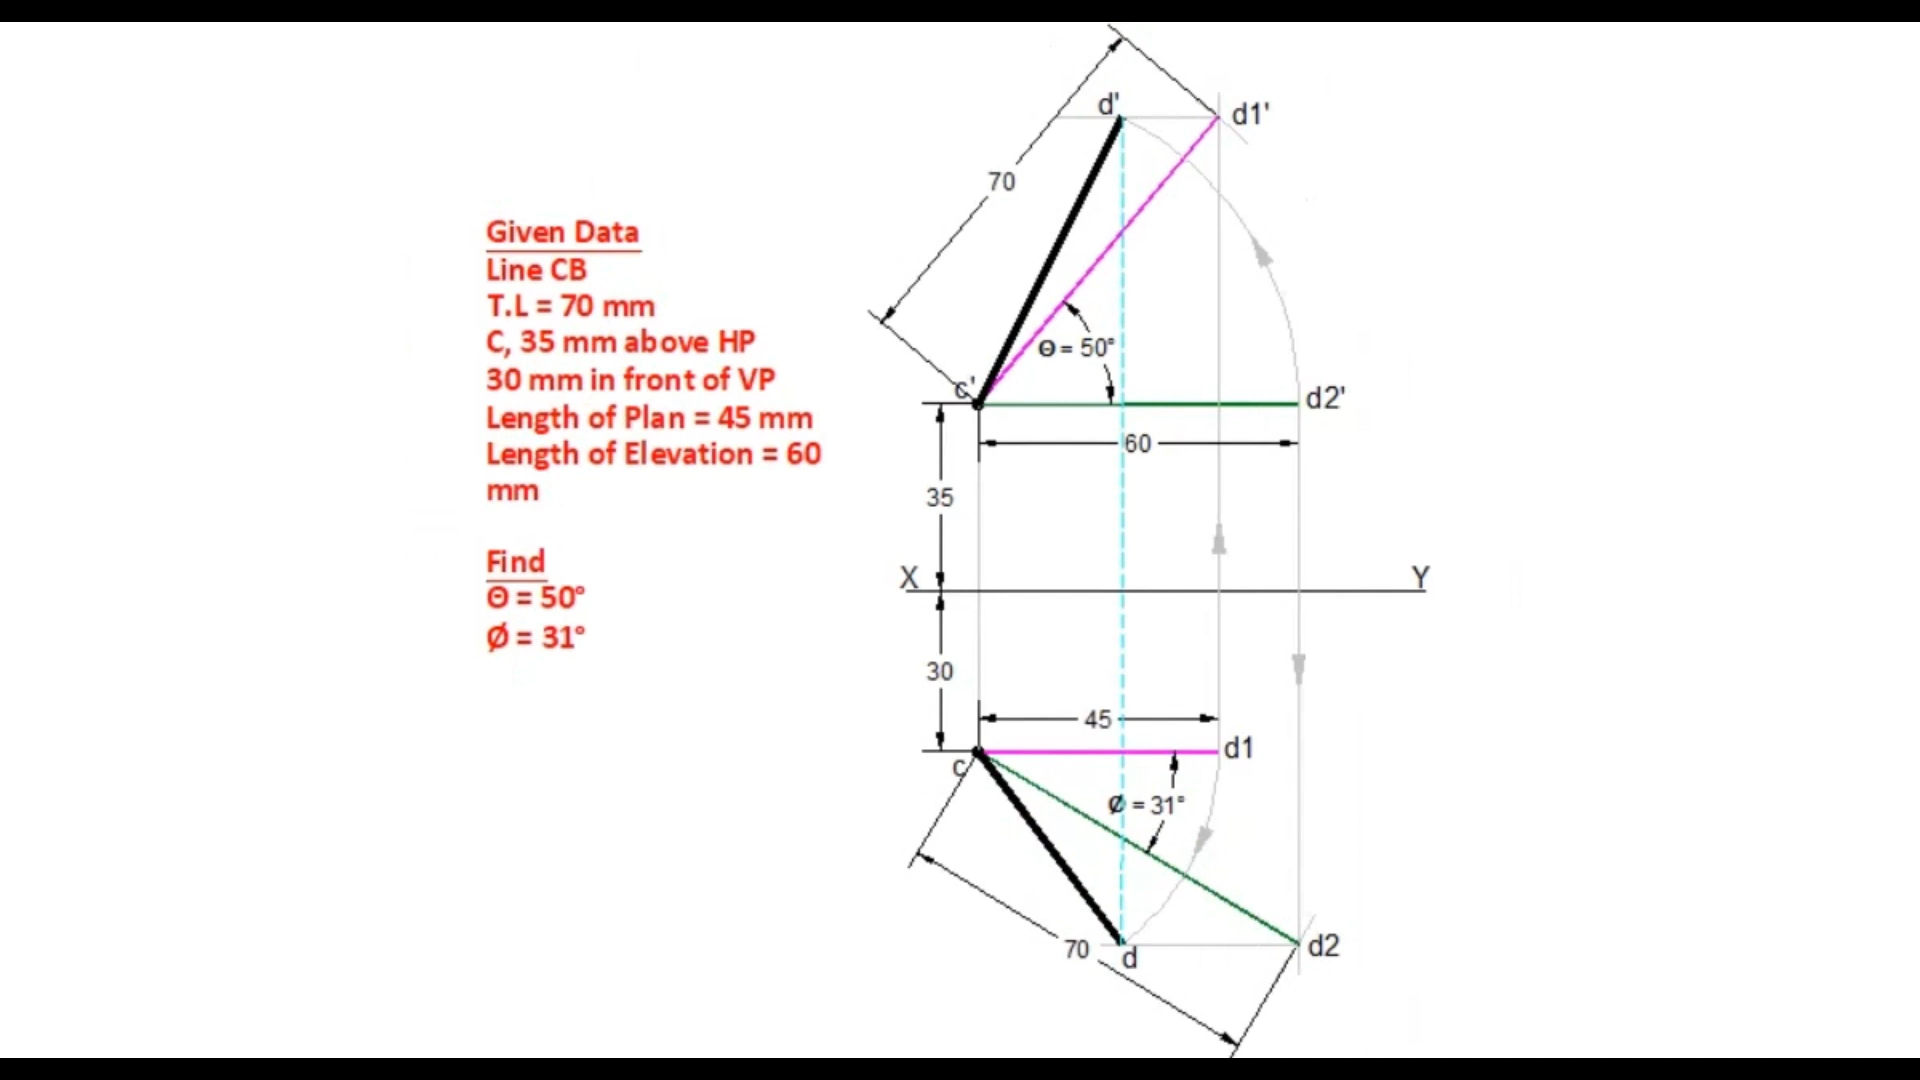 Given Data
Line CB
T.L = 70 mm
C, 35 mm above HP
30 mm in front of VP
Length of Plan = 45 mm
Length of Elevation = 60
mm
Find
Θ = 50°
Ø = 31°
d'
d1'
70
Θ = 50°
c'
d2'
60
35
X
Y
30
45
d1
c
Ø = 31°
70
d
d2